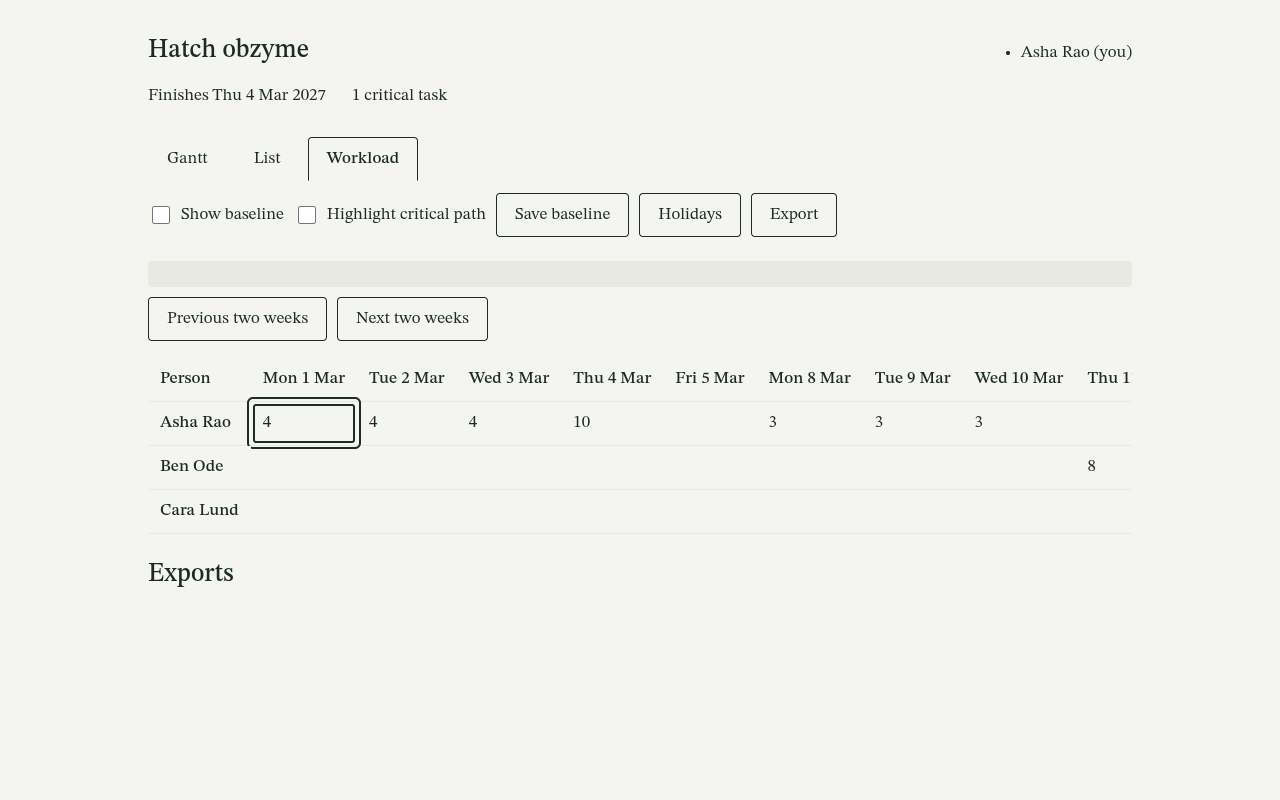 Hatch obzyme
Asha Rao (you)
Finishes Thu 4 Mar 2027 1 critical task
Gantt List Workload
Show baseline Highlight critical path Save baseline Holidays Export
Previous two weeks Next two weeks
Person Mon 1 Mar Tue 2 Mar Wed 3 Mar Thu 4 Mar Fri 5 Mar Mon 8 Mar Tue 9 Mar Wed 10 Mar Thu
Asha Rao 4 4 4 10 3 3 3
Ben Ode 8
Cara Lund
Exports